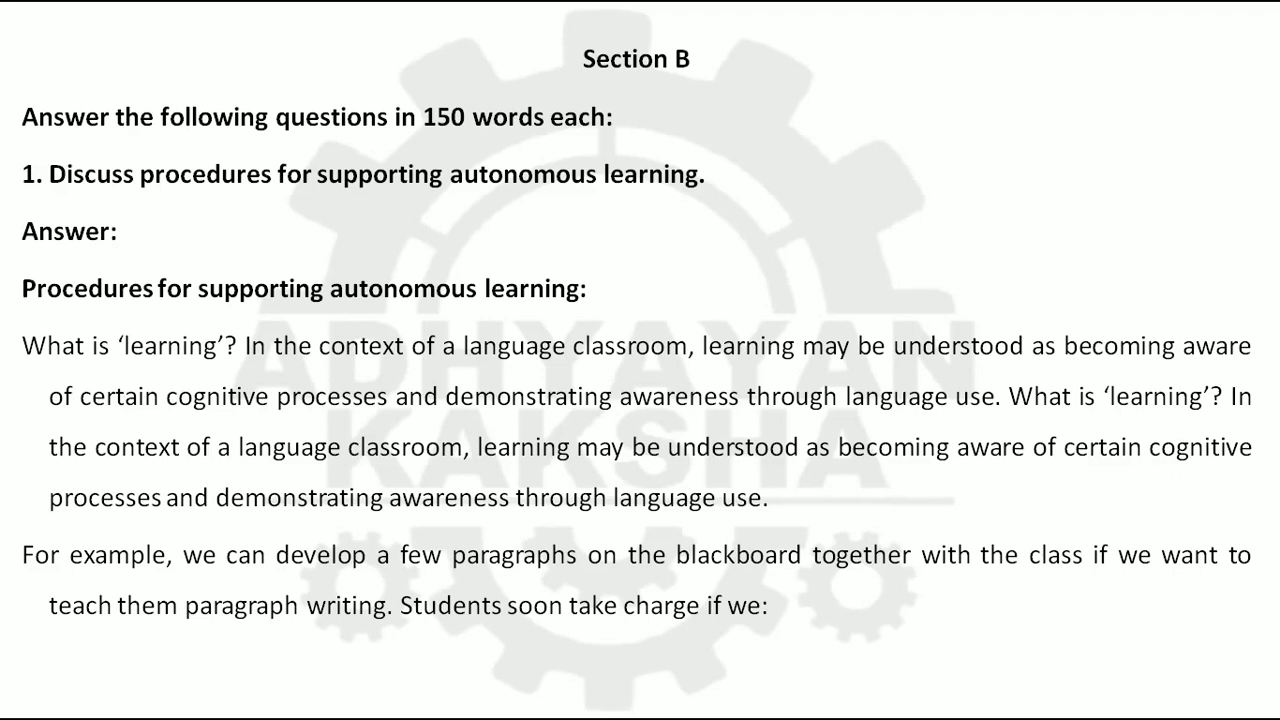 Section B
Answer the following questions in 150 words each:
1. Discuss procedures for supporting autonomous learning.
Answer:
Procedures for supporting autonomous learning:
What is ‘learning’? In the context of a language classroom, learning may be understood as becoming aware
of certain cognitive processes and demonstrating awareness through language use. What is ‘learning’? In
the context of a language classroom, learning may be understood as becoming aware of certain cognitive
processes and demonstrating awareness through language use.
For example, we can develop a few paragraphs on the blackboard together with the class if we want to
teach them paragraph writing. Students soon take charge if we:
ADHYAYAN
KAKSHA